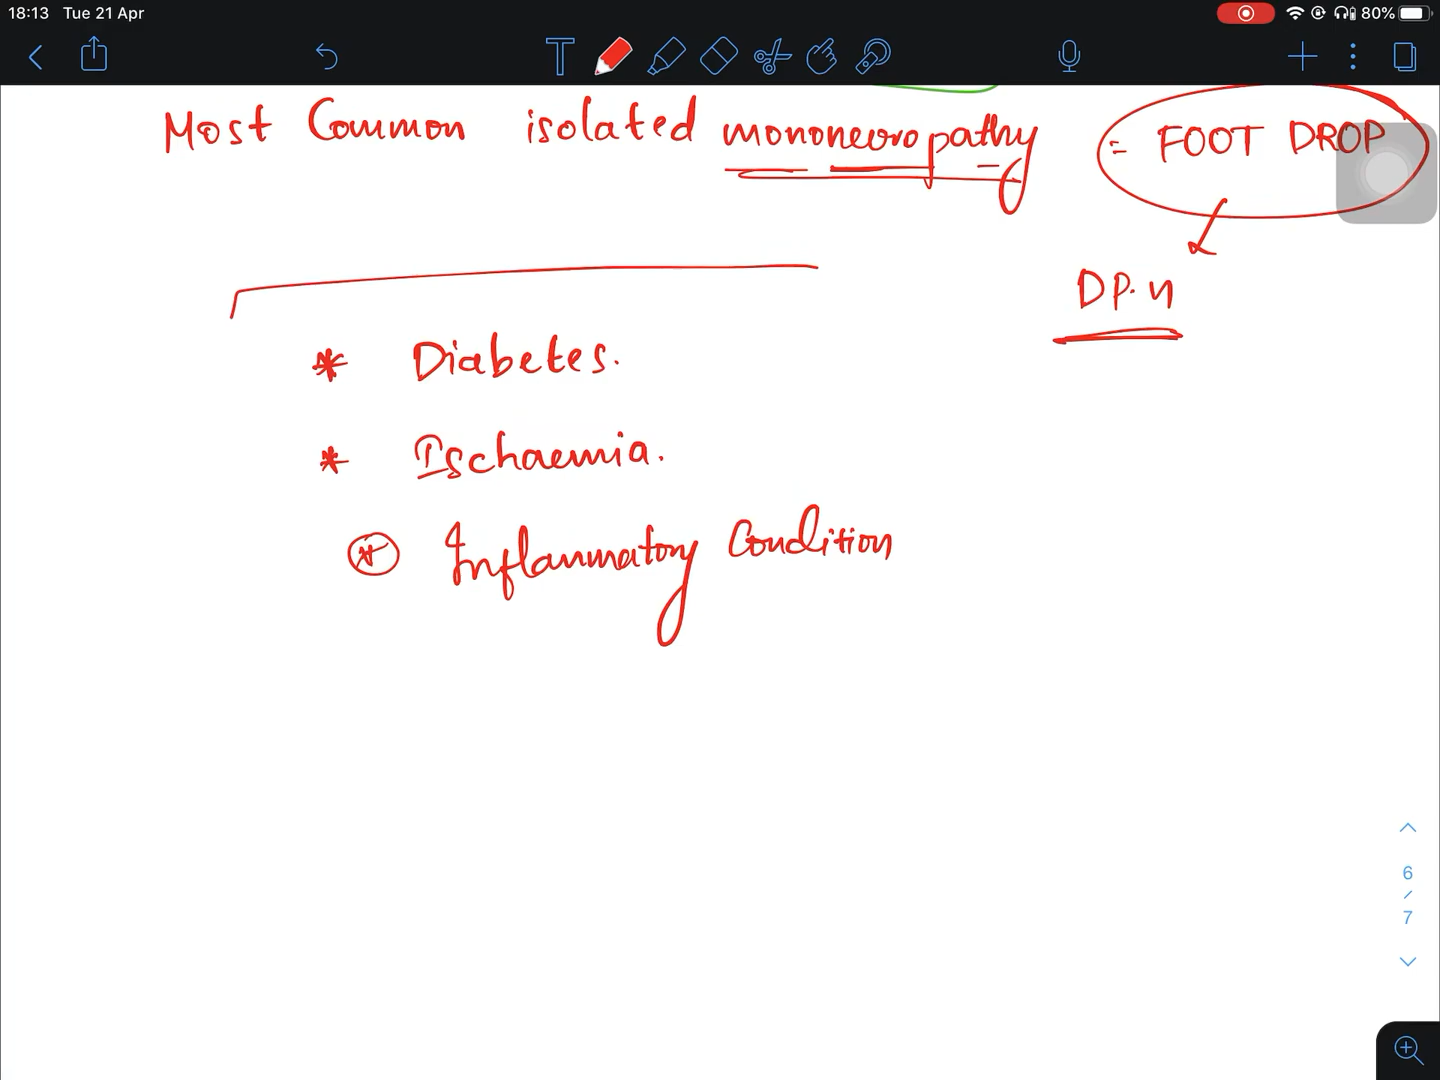 18:13 Tue 21 Apr
80%
T
Most Common isolated mononeuropathy = FOOT DROP
DP. n
* Diabetes.
* Ischaemia.
* Inflammatory Condition
6
/
7